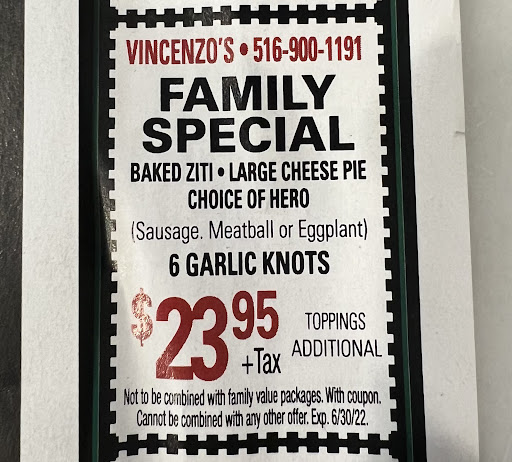 VINCENZO'S • 516-900-1191
FAMILY
SPECIAL
BAKED ZITI • LARGE CHEESE PIE
CHOICE OF HERO
(Sausage. Meatball or Eggplant)
6 GARLIC KNOTS
$23.95
+Tax
TOPPINGS
ADDITIONAL
Not to be combined with family value packages. With coupon.
Cannot be combined with any other offer. Exp. 6/30/22.